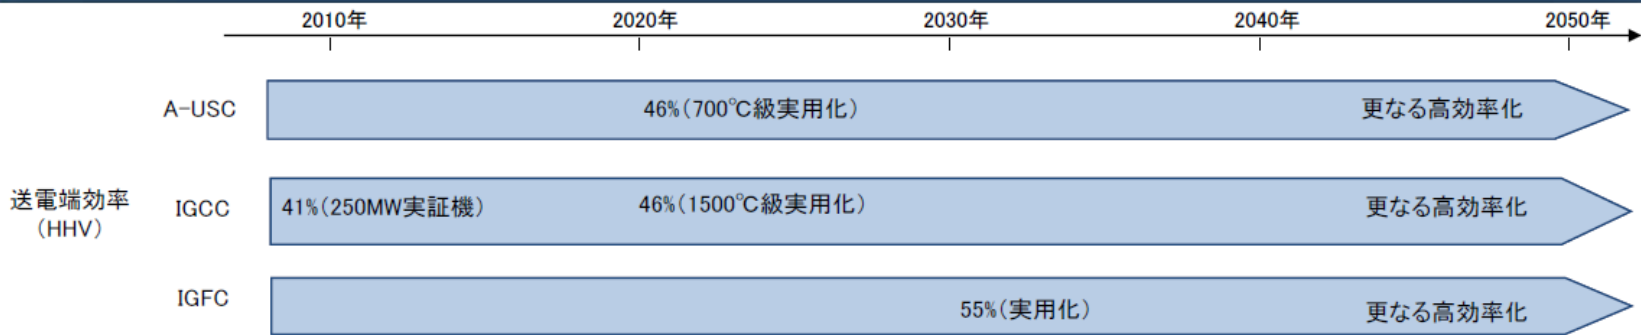 2010年 2020年 2030年 2040年 2050年
A-USC 46%(700℃級実用化) 更なる高効率化
送電端効率
(HHV)
IGCC 41%(250MW実証機) 46%(1500℃級実用化) 更なる高効率化
IGFC 55%(実用化) 更なる高効率化